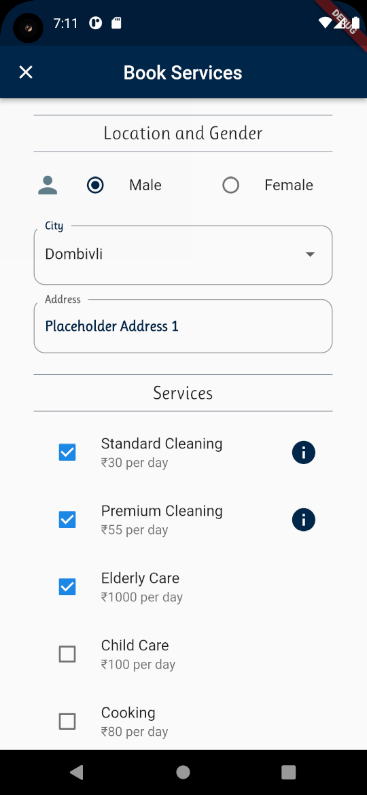 7:11
DEBUG
Book Services
Location and Gender
Male Female
City
Dombivli
Address
Placeholder Address 1
Services
Standard Cleaning
₹30 per day
Premium Cleaning
₹55 per day
Elderly Care
₹1000 per day
Child Care
₹100 per day
Cooking
₹80 per day